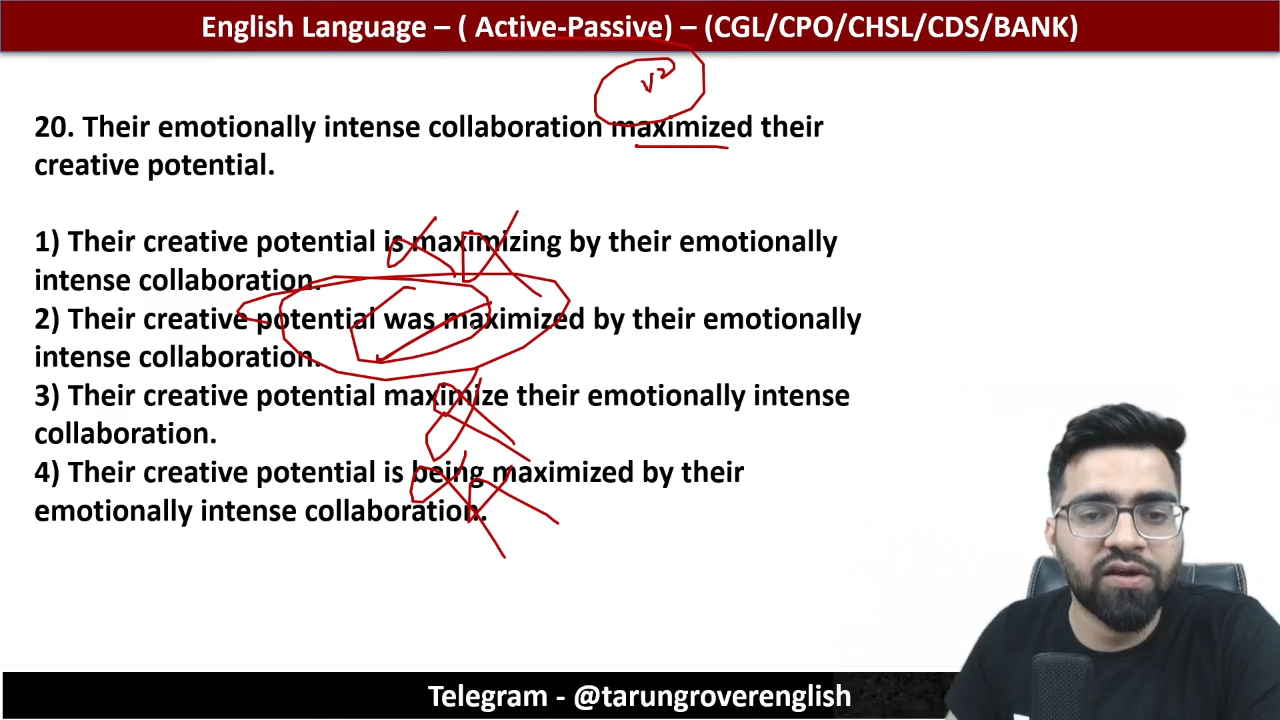 English Language – ( Active-Passive) – (CGL/CPO/CHSL/CDS/BANK)
v2
20. Their emotionally intense collaboration maximized their
creative potential.
1) Their creative potential is maximizing by their emotionally
intense collaboration.
2) Their creative potential was maximized by their emotionally
intense collaboration.
3) Their creative potential maximize their emotionally intense
collaboration.
4) Their creative potential is being maximized by their
emotionally intense collaboration.
Telegram - @tarungroverenglish